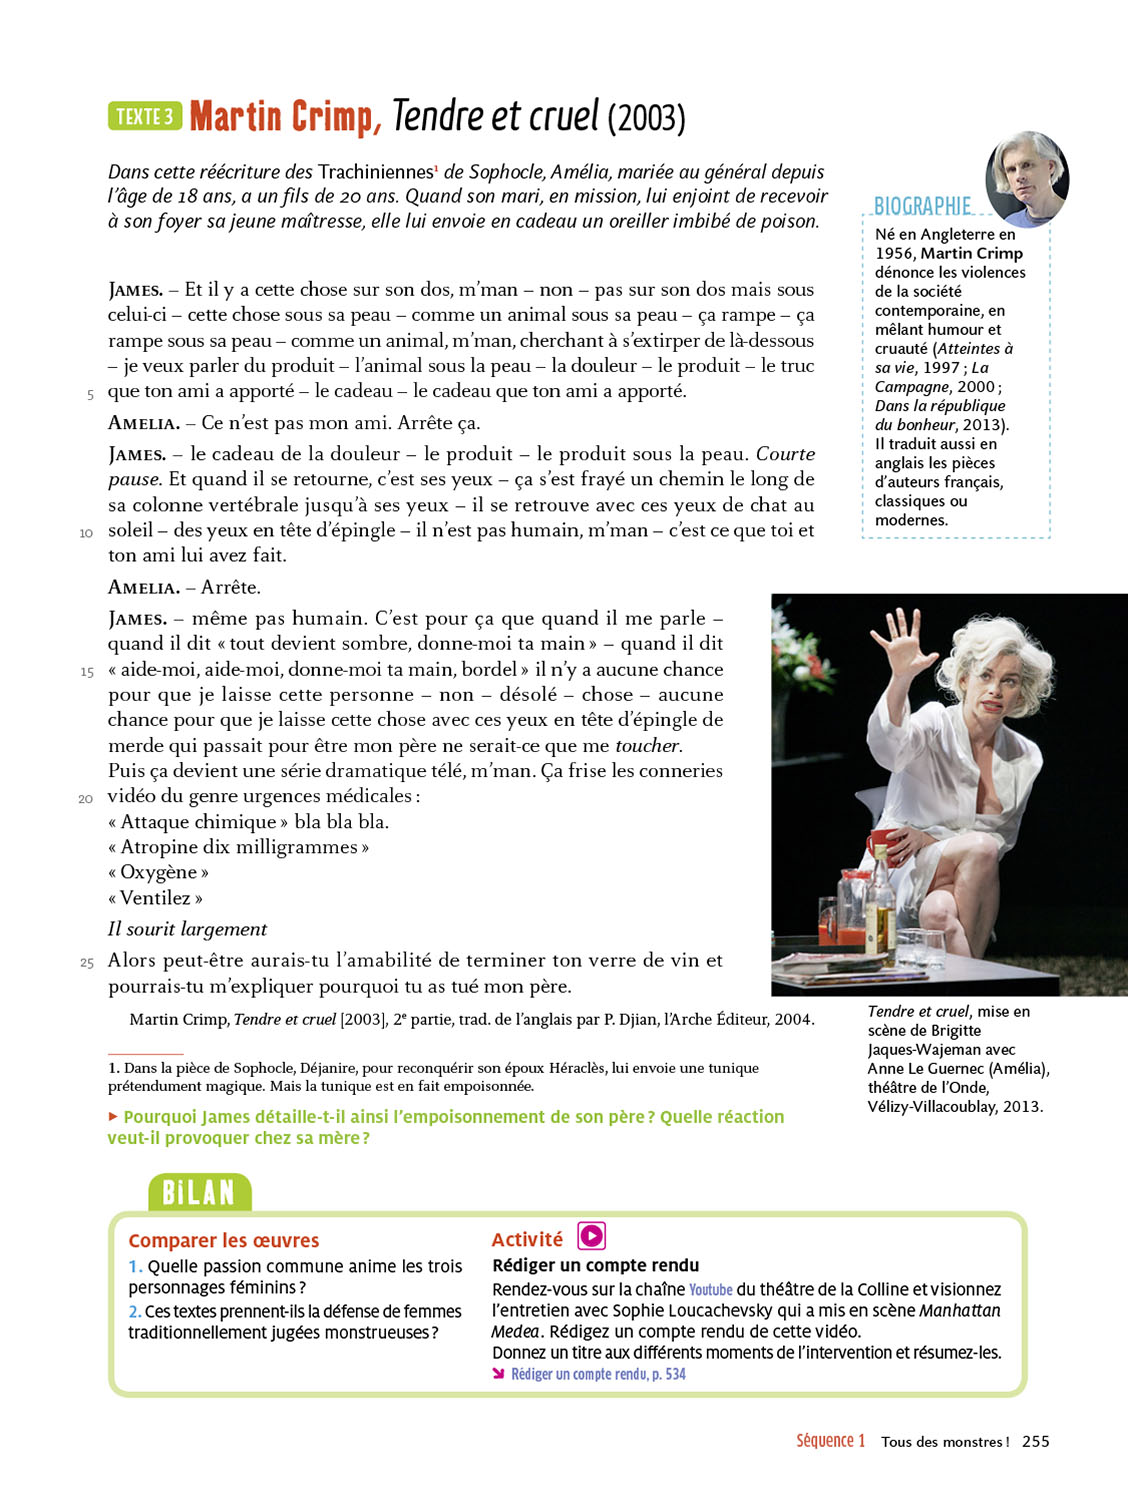 TEXTE 3 Martin Crimp, Tendre et cruel (2003)
Dans cette réécriture des Trachiniennes1 de Sophocle, Amélia, mariée au général depuis
l'âge de 18 ans, a un fils de 20 ans. Quand son mari, en mission, lui enjoint de recevoir
à son foyer sa jeune maîtresse, elle lui envoie en cadeau un oreiller imbibé de poison.
JAMES. – Et il y a cette chose sur son dos, m'man – non – pas sur son dos mais sous
celui-ci – cette chose sous sa peau – comme un animal sous sa peau – ça rampe – ça
rampe sous sa peau – comme un animal, m'man, cherchant à s'extirper de là-dessous
– je veux parler du produit – l'animal sous la peau – la douleur – le produit – le truc
5 que ton ami a apporté – le cadeau – le cadeau que ton ami a apporté.
AMELIA. – Ce n'est pas mon ami. Arrête ça.
JAMES. – le cadeau de la douleur – le produit – le produit sous la peau. Courte
pause. Et quand il se retourne, c'est ses yeux – ça s'est frayé un chemin le long de
sa colonne vertébrale jusqu'à ses yeux – il se retrouve avec ces yeux de chat au
10 soleil – des yeux en tête d'épingle – il n'est pas humain, m'man – c'est ce que toi et
ton ami lui avez fait.
AMELIA. – Arrête.
JAMES. – même pas humain. C'est pour ça que quand il me parle –
quand il dit « tout devient sombre, donne-moi ta main » – quand il dit
15 « aide-moi, aide-moi, donne-moi ta main, bordel » il n'y a aucune chance
pour que je laisse cette personne – non – désolé – chose – aucune
chance pour que je laisse cette chose avec ces yeux en tête d'épingle de
merde qui passait pour être mon père ne serait-ce que me toucher.
Puis ça devient une série dramatique télé, m'man. Ça frise les conneries
20 vidéo du genre urgences médicales :
« Attaque chimique » bla bla bla.
« Atropine dix milligrammes »
« Oxygène »
« Ventilez »
Il sourit largement
25 Alors peut-être aurais-tu l'amabilité de terminer ton verre de vin et
pourrais-tu m'expliquer pourquoi tu as tué mon père.
Martin Crimp, Tendre et cruel [2003], 2e partie, trad. de l'anglais par P. Djian, l'Arche Éditeur, 2004.
1. Dans la pièce de Sophocle, Déjanire, pour reconquérir son époux Héraclès, lui envoie une tunique
prétendument magique. Mais la tunique est en fait empoisonnée.
▶ Pourquoi James détaille-t-il ainsi l'empoisonnement de son père ? Quelle réaction
veut-il provoquer chez sa mère ?
BIOGRAPHIE
Né en Angleterre en
1956, Martin Crimp
dénonce les violences
de la société
contemporaine, en
mêlant humour et
cruauté (Atteintes à
sa vie, 1997 ; La
Campagne, 2000 ;
Dans la république
du bonheur, 2013).
Il traduit aussi en
anglais les pièces
d'auteurs français,
classiques ou
modernes.
Tendre et cruel, mise en
scène de Brigitte
Jaques-Wajeman avec
Anne Le Guernec (Amélia),
théâtre de l'Onde,
Vélizy-Villacoublay, 2013.
BiLAN
Comparer les œuvres
1. Quelle passion commune anime les trois
personnages féminins ?
2. Ces textes prennent-ils la défense de femmes
traditionnellement jugées monstrueuses ?
Activité
Rédiger un compte rendu
Rendez-vous sur la chaîne Youtube du théâtre de la Colline et visionnez
l'entretien avec Sophie Loucachevsky qui a mis en scène Manhattan
Medea. Rédigez un compte rendu de cette vidéo.
Donnez un titre aux différents moments de l'intervention et résumez-les.
Rédiger un compte rendu, p. 534
Séquence 1 Tous des monstres ! 255